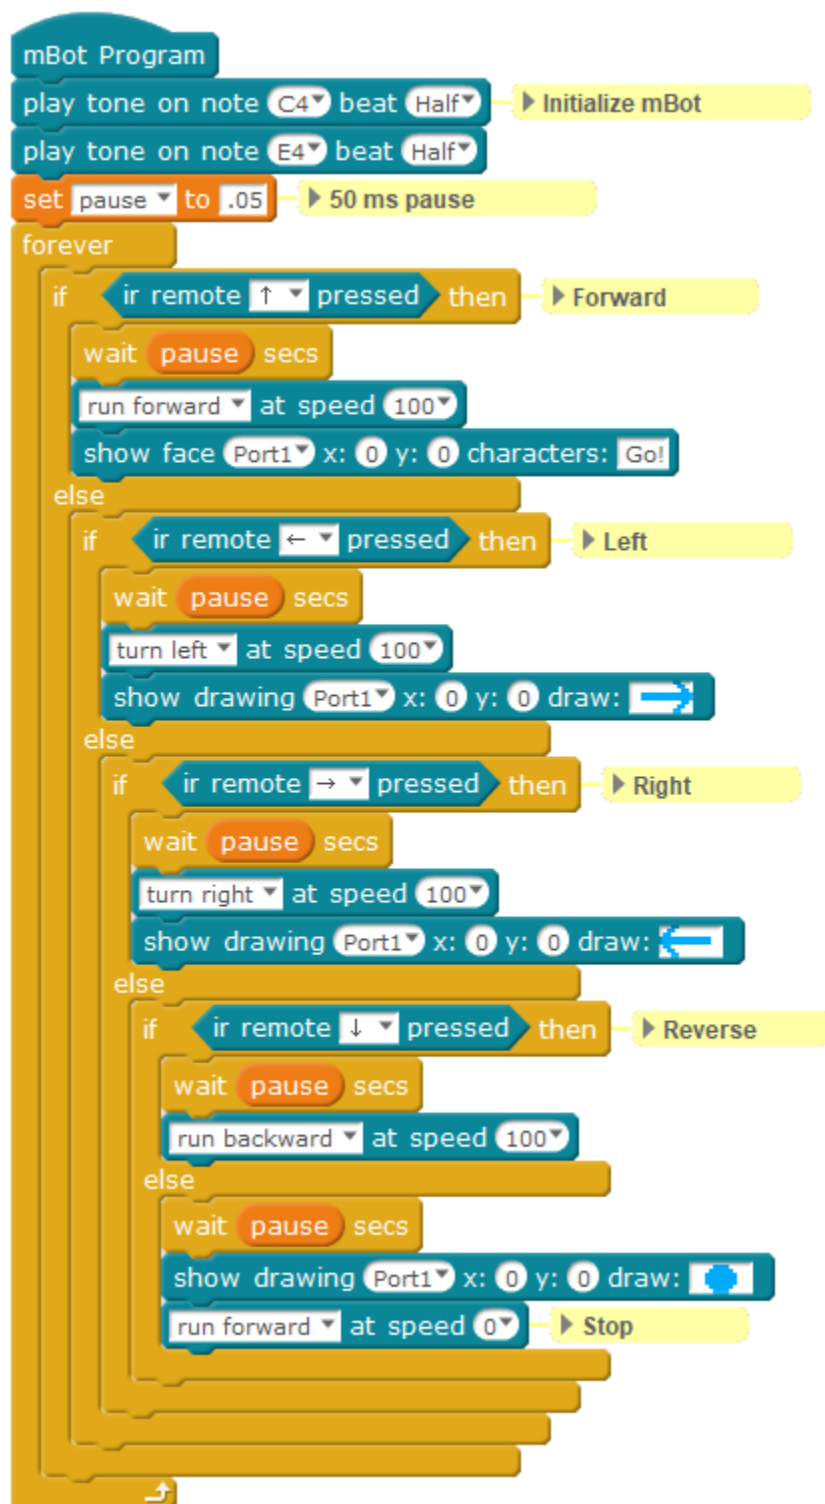 mBot Program
play tone on note C4 beat Half Initialize mBot
play tone on note E4 beat Half
set pause to .05 50 ms pause
forever
if ir remote ↑ pressed then Forward
wait pause secs
run forward at speed 100
show face Port1 x: 0 y: 0 characters: Go!
else
if ir remote ← pressed then Left
wait pause secs
turn left at speed 100
show drawing Port1 x: 0 y: 0 draw:
else
if ir remote → pressed then Right
wait pause secs
turn right at speed 100
show drawing Port1 x: 0 y: 0 draw:
else
if ir remote ↓ pressed then Reverse
wait pause secs
run backward at speed 100
else
wait pause secs
show drawing Port1 x: 0 y: 0 draw:
run forward at speed 0 Stop